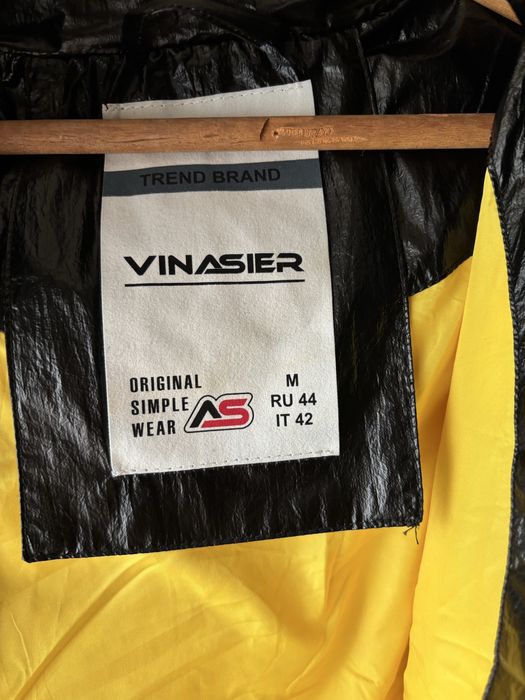 TREND BRAND
VINASIER
ORIGINAL
SIMPLE
WEAR
AS
M
RU 44
IT 42